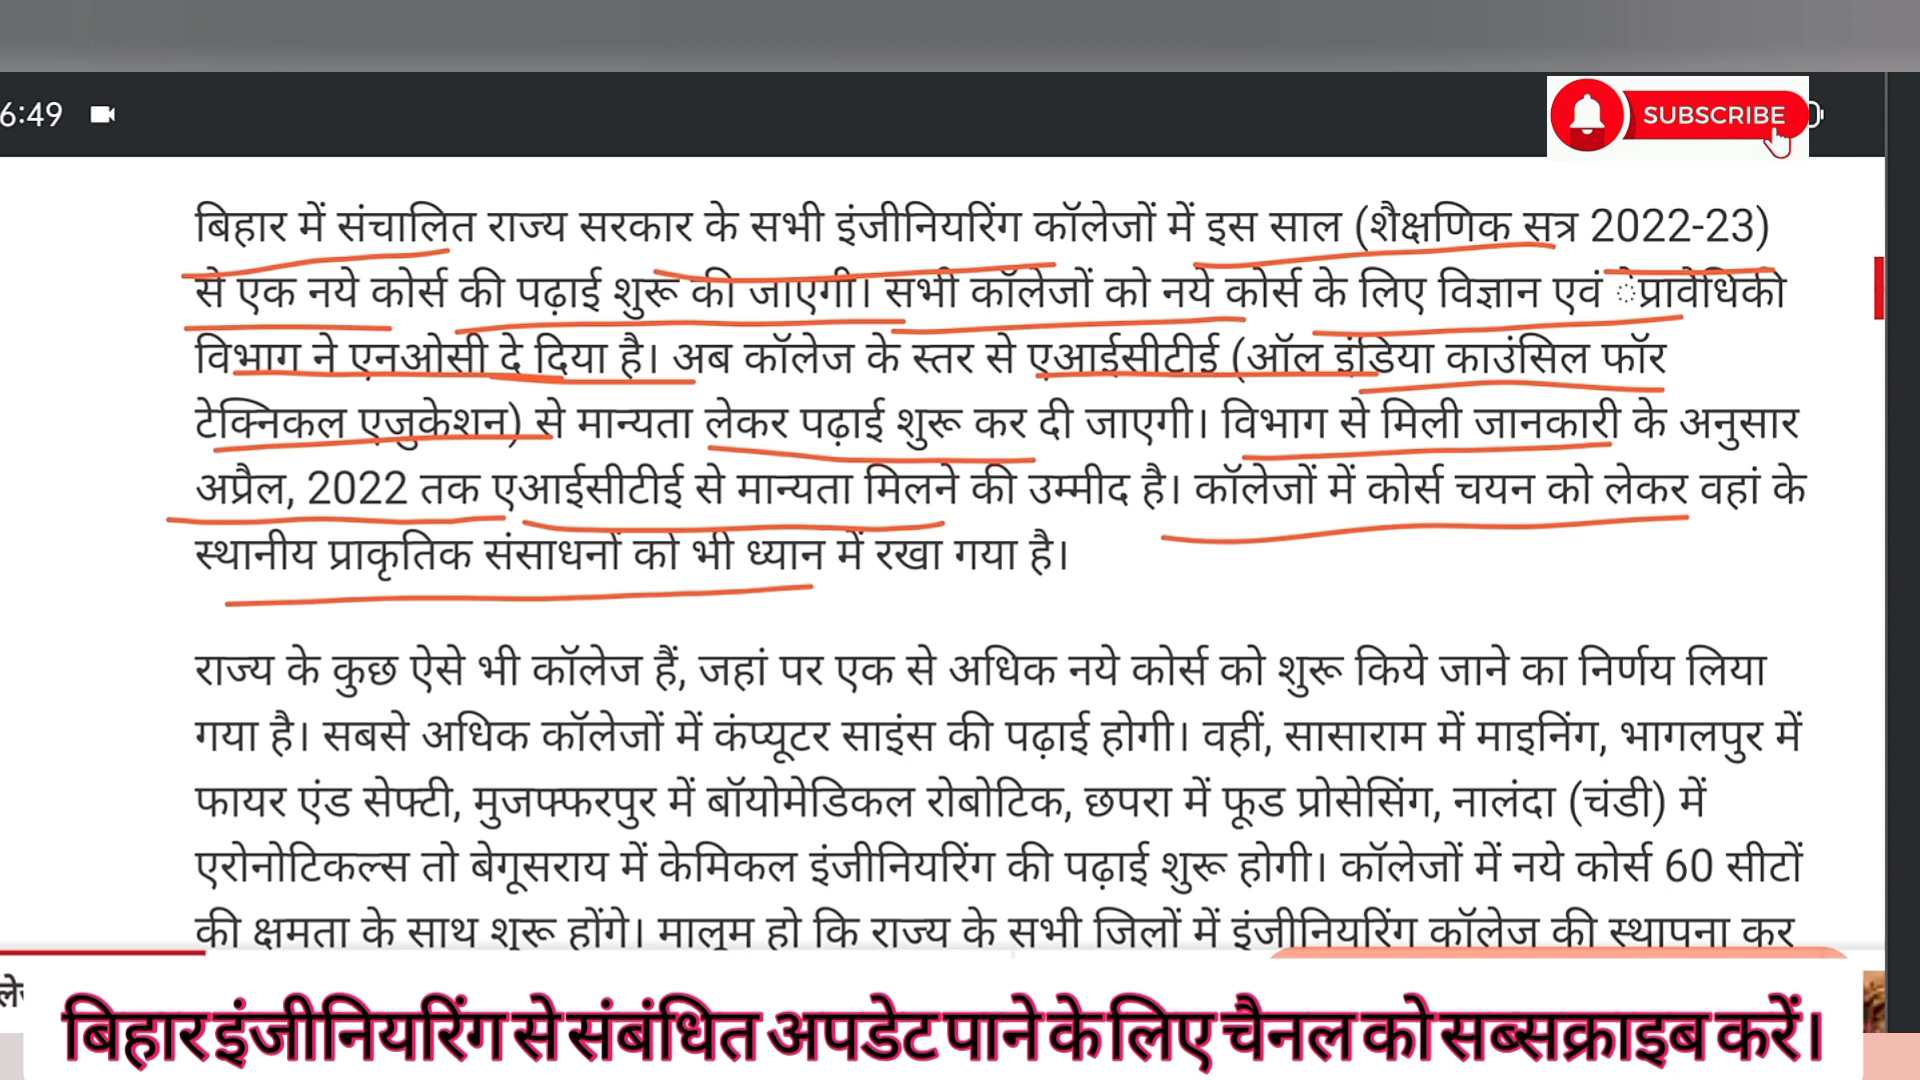 6:49
SUBSCRIBE
बिहार में संचालित राज्य सरकार के सभी इंजीनियरिंग कॉलेजों में इस साल (शैक्षणिक सत्र 2022-23)
से एक नये कोर्स की पढ़ाई शुरू की जाएगी। सभी कॉलेजों को नये कोर्स के लिए विज्ञान एवं ेप्रावैधिकी
विभाग ने एनओसी दे दिया है। अब कॉलेज के स्तर से एआईसीटीई (ऑल इंडिया काउंसिल फॉर
टेक्निकल एजुकेशन) से मान्यता लेकर पढ़ाई शुरू कर दी जाएगी। विभाग से मिली जानकारी के अनुसार
अप्रैल, 2022 तक एआईसीटीई से मान्यता मिलने की उम्मीद है। कॉलेजों में कोर्स चयन को लेकर वहां के
स्थानीय प्राकृतिक संसाधनों को भी ध्यान में रखा गया है।
राज्य के कुछ ऐसे भी कॉलेज हैं, जहां पर एक से अधिक नये कोर्स को शुरू किये जाने का निर्णय लिया
गया है। सबसे अधिक कॉलेजों में कंप्यूटर साइंस की पढ़ाई होगी। वहीं, सासाराम में माइनिंग, भागलपुर में
फायर एंड सेफ्टी, मुजफ्फरपुर में बॉयोमेडिकल रोबोटिक, छपरा में फूड प्रोसेसिंग, नालंदा (चंडी) में
एरोनोटिकल्स तो बेगूसराय में केमिकल इंजीनियरिंग की पढ़ाई शुरू होगी। कॉलेजों में नये कोर्स 60 सीटों
की क्षमता के साथ शुरू होंगे। मालूम हो कि राज्य के सभी जिलों में इंजीनियरिंग कॉलेज की स्थापना कर
बिहार इंजीनियरिंग से संबंधित अपडेट पाने के लिए चैनल को सब्सक्राइब करें।